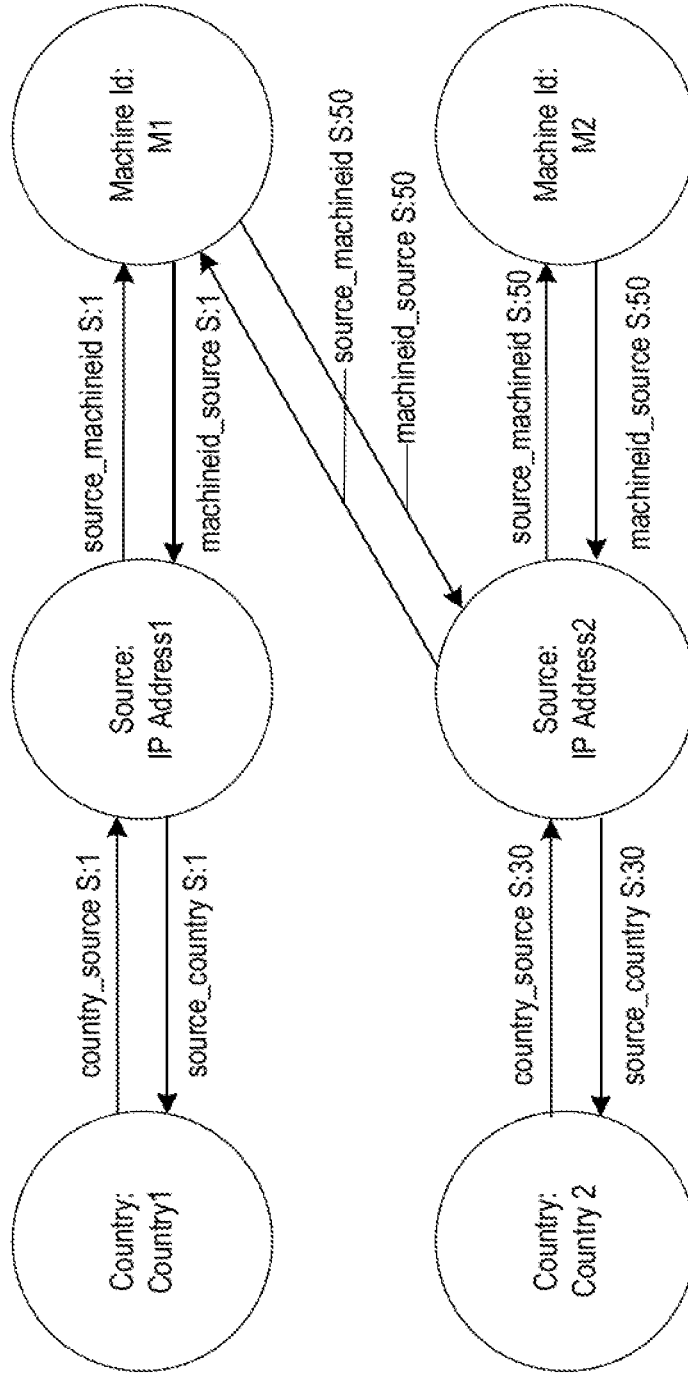 Country:
Country1
country_source S:1
source_country S:1
Source:
IP Address1
source_machineid S:1
machineid_source S:1
Machine Id:
M1
source_machineid S:50
machineid_source S:50
Country:
Country 2
country_source S:30
source_country S:30
Source:
IP Address2
source_machineid S:50
machineid_source S:50
Machine Id:
M2